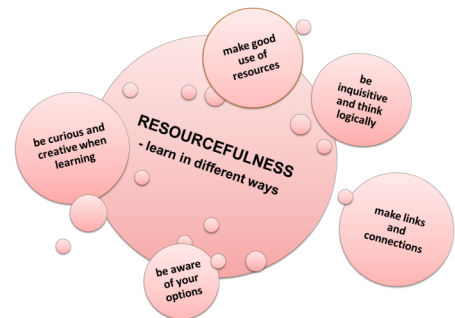 RESOURCEFULNESS
- learn in different ways
make good
use of
resources
be
inquisitive
and think
logically
make links
and
connections
be aware
of your
options
be curious and
creative when
learning